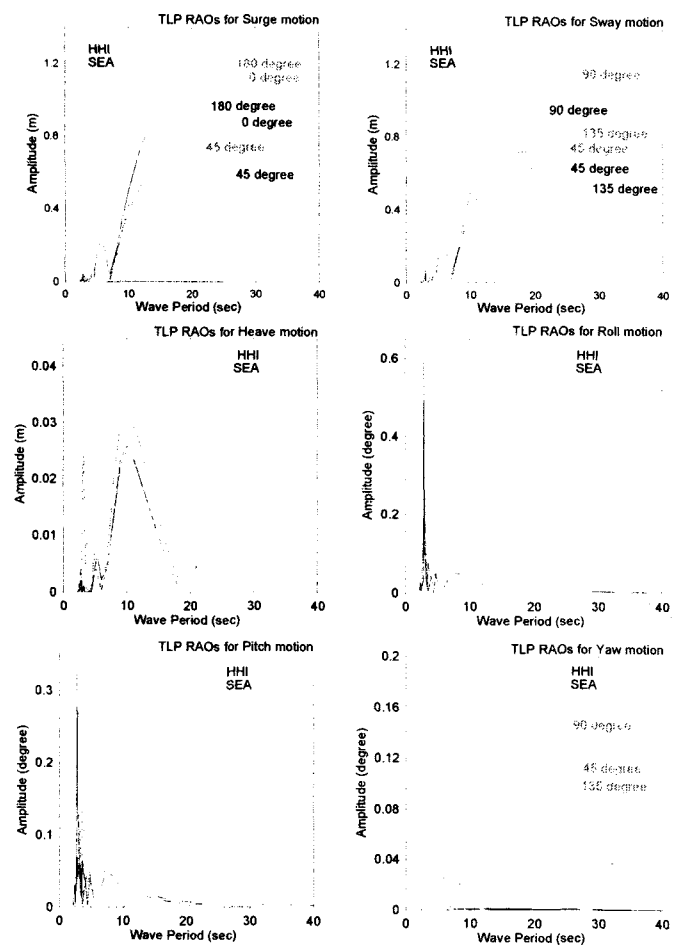 TLP RAOs for Surge motion
HHI
SEA
180 degree
0 degree
180 degree
0 degree
45 degree
45 degree
Amplitude (m)
1.2
0.8
0.4
0
0 10 20 30 40
Wave Period (sec)
TLP RAOs for Sway motion
HHI
SEA
90 degree
90 degree
135 degree
45 degree
45 degree
135 degree
Amplitude (m)
1.2
0.8
0.4
0
0 10 20 30 40
Wave Period (sec)
TLP RAOs for Heave motion
HHI
SEA
Amplitude (m)
0.04
0.03
0.02
0.01
0
0 10 20 30 40
Wave Period (sec)
TLP RAOs for Roll motion
HHI
SEA
Amplitude (degree)
0.6
0.4
0.2
0
0 10 20 30 40
Wave Period (sec)
TLP RAOs for Pitch motion
HHI
SEA
Amplitude (degree)
0.3
0.2
0.1
0
0 10 20 30 40
Wave Period (sec)
TLP RAOs for Yaw motion
HHI
SEA
90 degree
45 degree
135 degree
Amplitude (degree)
0.2
0.16
0.12
0.08
0.04
0
0 10 20 30 40
Wave Period (sec)